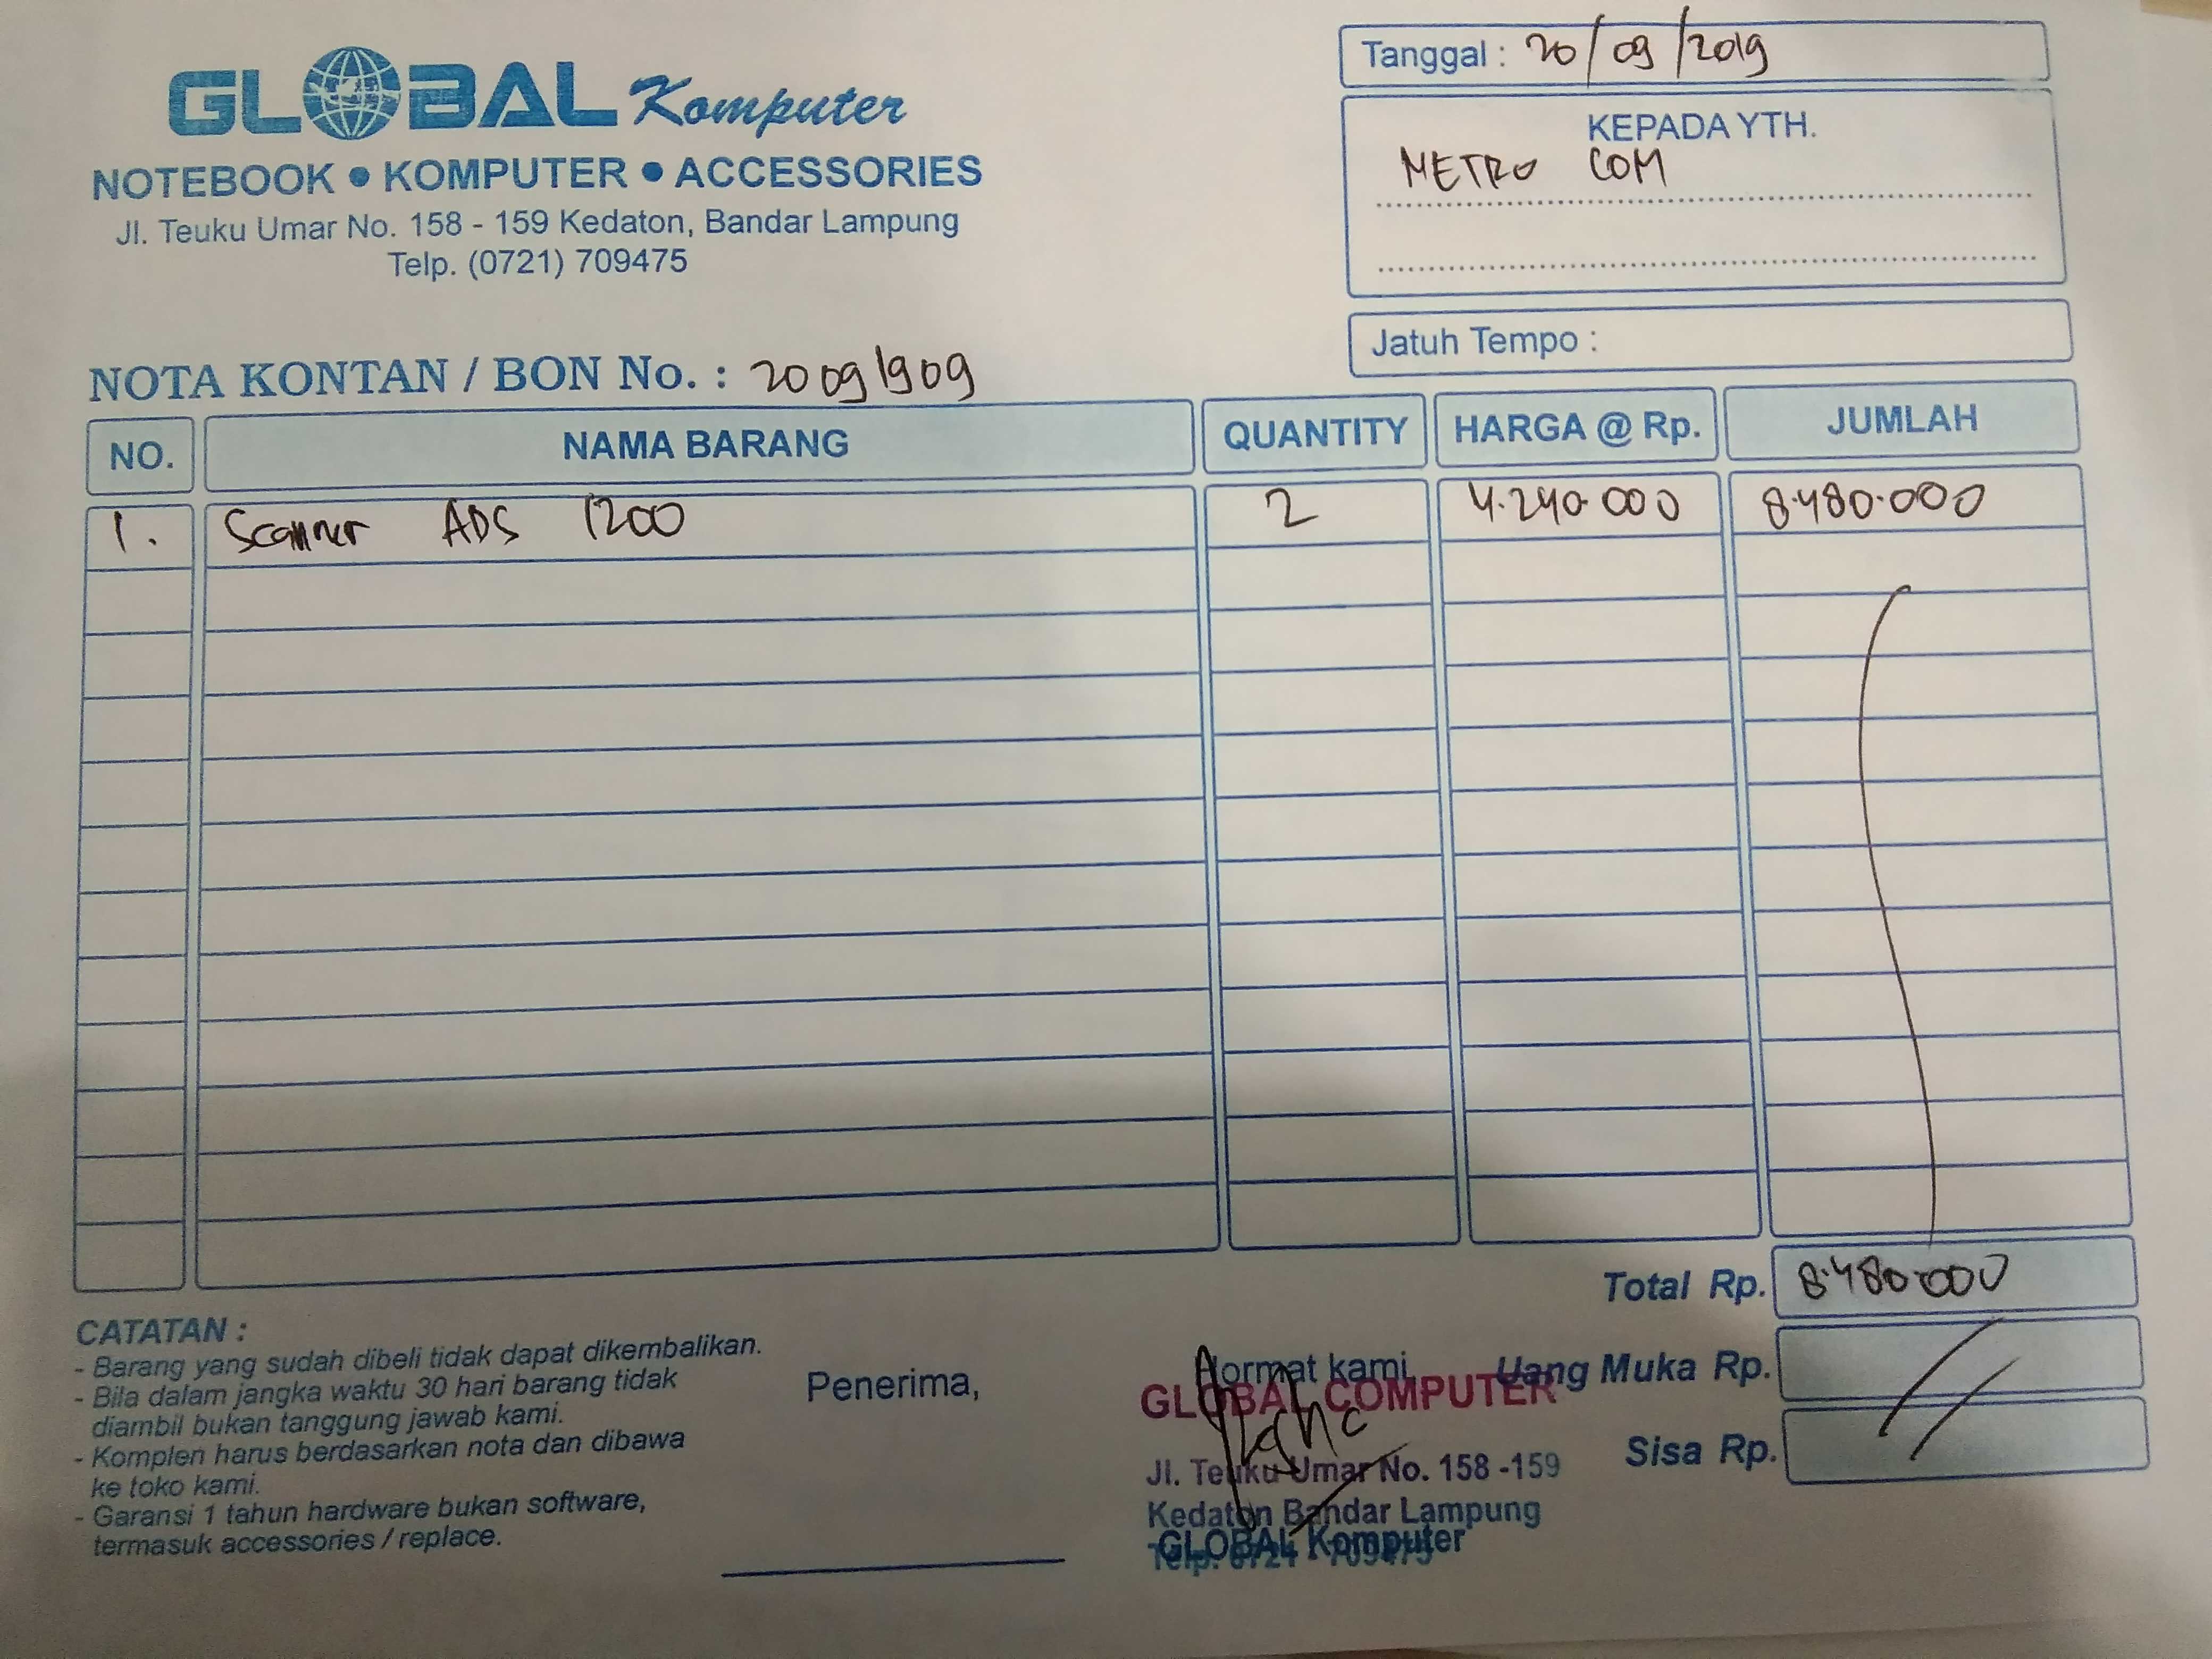 GLOBAL Komputer
NOTEBOOK • KOMPUTER • ACCESSORIES
Jl. Teuku Umar No. 158 - 159 Kedaton, Bandar Lampung
Telp. (0721) 709475
Tanggal : 20/09/2019
KEPADA YTH.
METRO COM
Jatuh Tempo :
NOTA KONTAN / BON No. : 20091909
NO. NAMA BARANG QUANTITY HARGA @ Rp. JUMLAH
1. Scanner ADS 1200 2 4.240.000 8.480.000
Total Rp. 8.480.000
Uang Muka Rp.
Sisa Rp.
CATATAN :
- Barang yang sudah dibeli tidak dapat dikembalikan.
- Bila dalam jangka waktu 30 hari barang tidak
diambil bukan tanggung jawab kami.
- Komplen harus berdasarkan nota dan dibawa
ke toko kami.
- Garansi 1 tahun hardware bukan software,
termasuk accessories / replace.
Penerima,
Hormat kami,
GLOBAL COMPUTER
Jl. Teuku Umar No. 158 -159
Kedaton Bandar Lampung
GLOBAL Komputer
Telp. 0721 - 709475